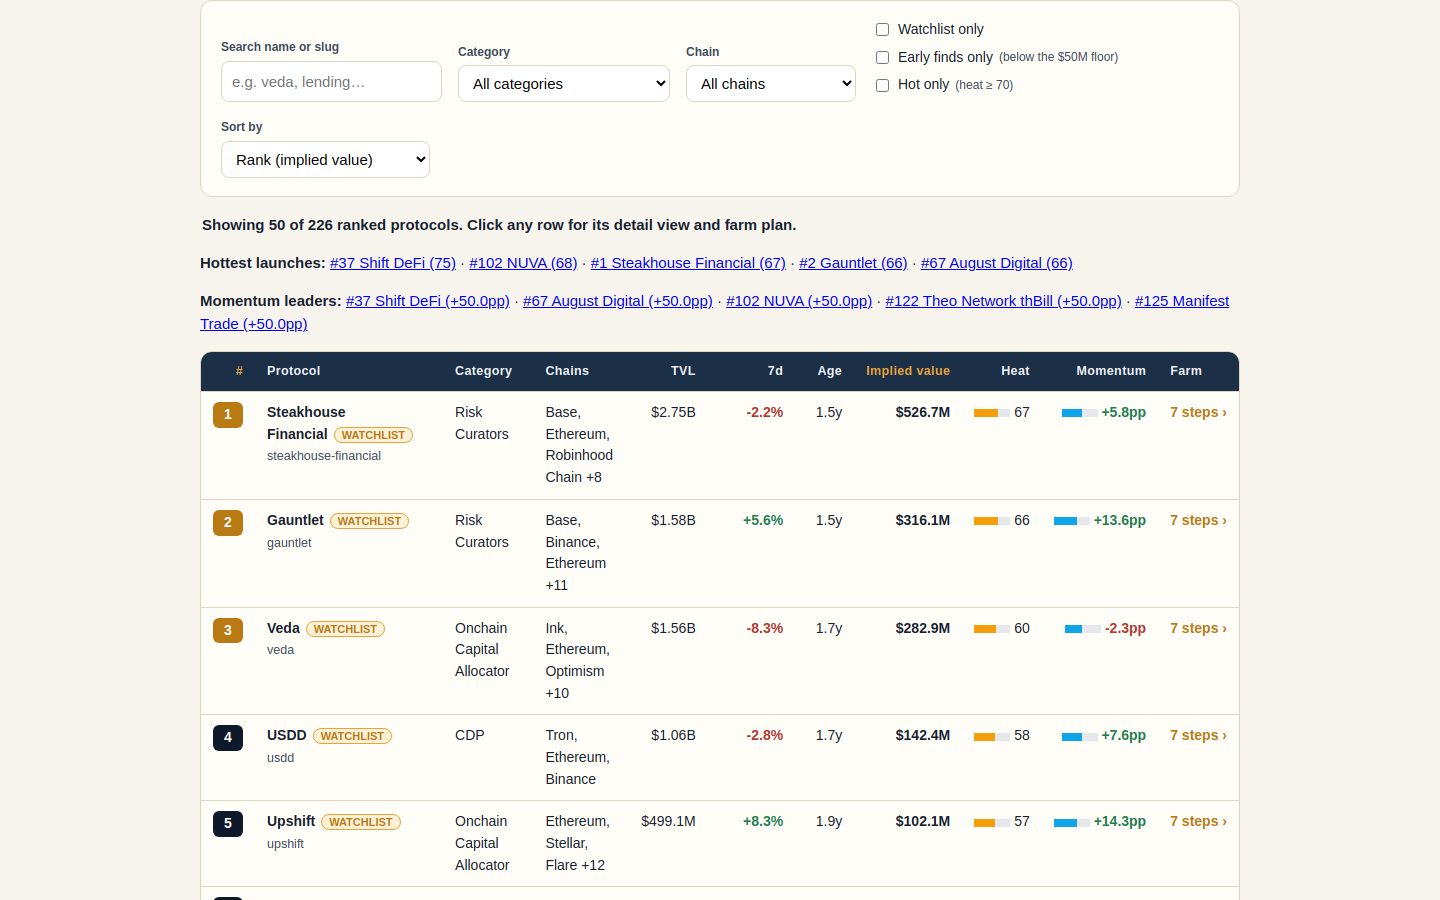 Search name or slug
e.g. veda, lending…
Category
All categories
Chain
All chains
Watchlist only
Early finds only (below the $50M floor)
Hot only (heat ≥ 70)
Sort by
Rank (implied value)
Showing 50 of 226 ranked protocols. Click any row for its detail view and farm plan.
Hottest launches: #37 Shift DeFi (75) · #102 NUVA (68) · #1 Steakhouse Financial (67) · #2 Gauntlet (66) · #67 August Digital (66)
Momentum leaders: #37 Shift DeFi (+50.0pp) · #67 August Digital (+50.0pp) · #102 NUVA (+50.0pp) · #122 Theo Network thBill (+50.0pp) · #125 Manifest
Trade (+50.0pp)
# Protocol Category Chains TVL 7d Age Implied value Heat Momentum Farm
1 Steakhouse Risk Base, $2.75B -2.2% 1.5y $526.7M 67 +5.8pp 7 steps ›
Financial WATCHLIST Curators Ethereum,
steakhouse-financial Robinhood
Chain +8
2 Gauntlet WATCHLIST Risk Base, $1.58B +5.6% 1.5y $316.1M 66 +13.6pp 7 steps ›
gauntlet Curators Binance,
Ethereum
+11
3 Veda WATCHLIST Onchain Ink, $1.56B -8.3% 1.7y $282.9M 60 -2.3pp 7 steps ›
veda Capital Ethereum,
Allocator Optimism
+10
4 USDD WATCHLIST CDP Tron, $1.06B -2.8% 1.7y $142.4M 58 +7.6pp 7 steps ›
usdd Ethereum,
Binance
5 Upshift WATCHLIST Onchain Ethereum, $499.1M +8.3% 1.9y $102.1M 57 +14.3pp 7 steps ›
upshift Capital Stellar,
Allocator Flare +12